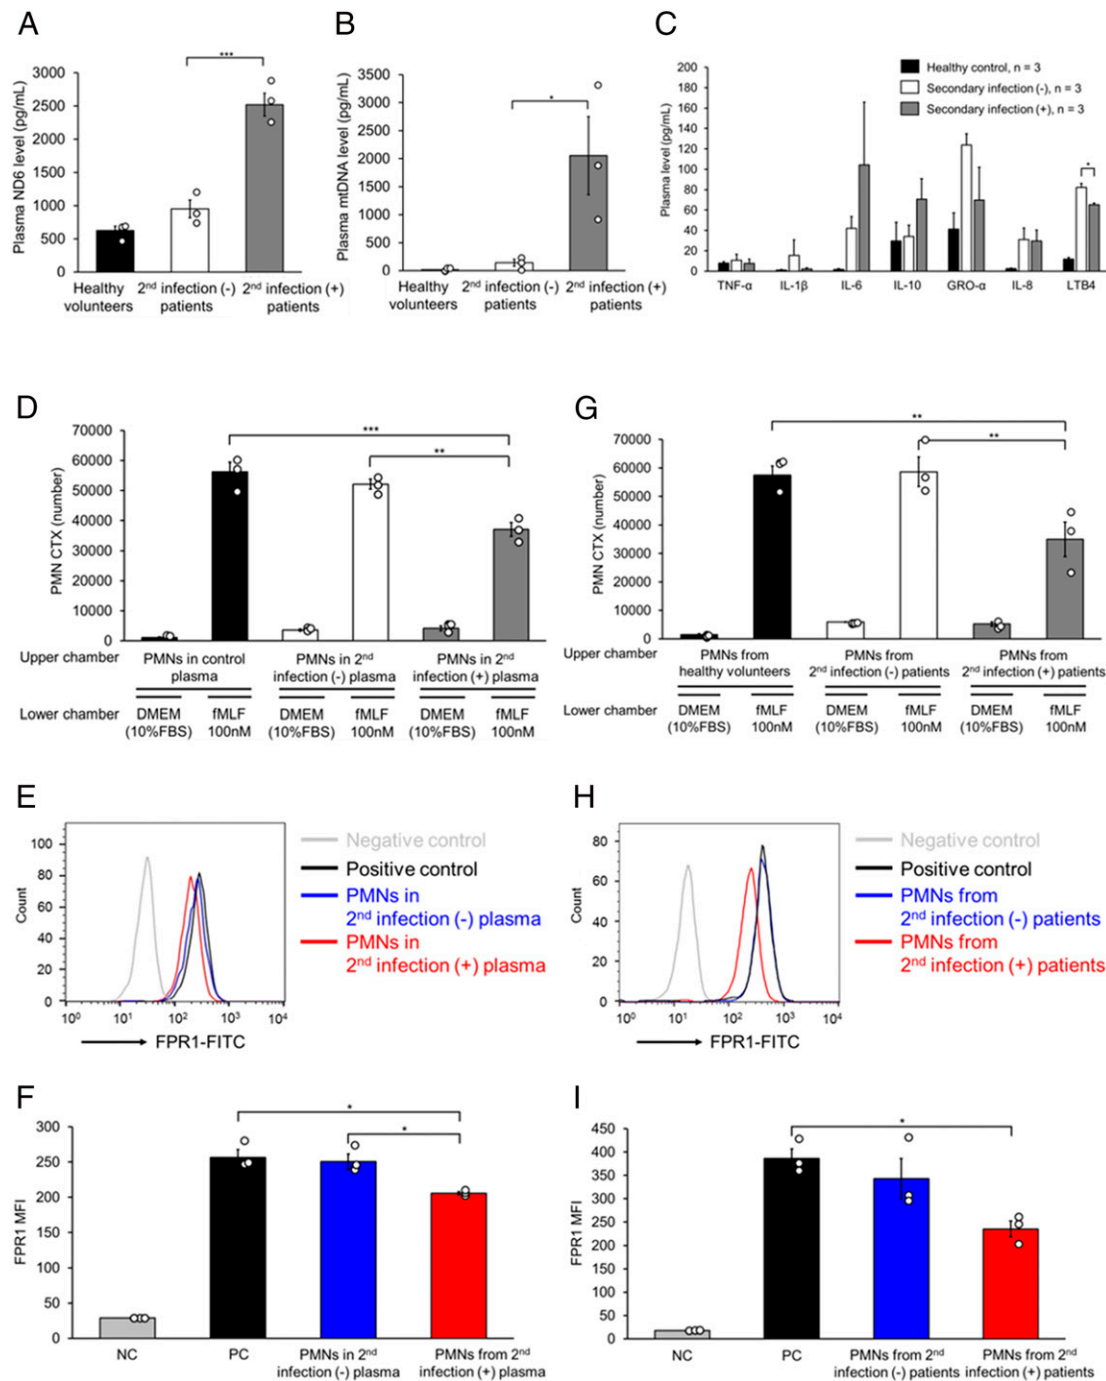 A
Plasma ND6 level (pg/mL)
3000
2500
2000
1500
1000
500
0
***
Healthy volunteers
2nd infection (-) patients
2nd infection (+) patients
B
Plasma mtDNA level (pg/mL)
3500
3000
2500
2000
1500
1000
500
0
*
Healthy volunteers
2nd infection (-) patients
2nd infection (+) patients
C
Plasma level (pg/mL)
200
180
160
140
120
100
80
60
40
20
0
Healthy control, n = 3
Secondary infection (-), n = 3
Secondary infection (+), n = 3
*
TNF-α IL-1β IL-6 IL-10 GRO-α IL-8 LTB4
D
PMN CTX (number)
70000
60000
50000
40000
30000
20000
10000
0
***
**
Upper chamber
PMNs in control plasma
PMNs in 2nd infection (-) plasma
PMNs in 2nd infection (+) plasma
Lower chamber
DMEM (10%FBS)
fMLF 100nM
DMEM (10%FBS)
fMLF 100nM
DMEM (10%FBS)
fMLF 100nM
G
PMN CTX (number)
70000
60000
50000
40000
30000
20000
10000
0
**
**
Upper chamber
PMNs from healthy volunteers
PMNs from 2nd infection (-) patients
PMNs from 2nd infection (+) patients
Lower chamber
DMEM (10%FBS)
fMLF 100nM
DMEM (10%FBS)
fMLF 100nM
DMEM (10%FBS)
fMLF 100nM
E
Count
100
80
60
40
20
0
10⁰ 10¹ 10² 10³ 10⁴
FPR1-FITC
Negative control
Positive control
PMNs in
2nd infection (-) plasma
PMNs in
2nd infection (+) plasma
H
Count
80
60
40
20
0
10⁰ 10¹ 10² 10³ 10⁴
FPR1-FITC
Negative control
Positive control
PMNs from
2nd infection (-) patients
PMNs from
2nd infection (+) patients
F
FPR1 MFI
300
250
200
150
100
50
0
*
*
NC
PC
PMNs in 2nd infection (-) plasma
PMNs from 2nd infection (+) plasma
I
FPR1 MFI
450
400
350
300
250
200
150
100
50
0
*
NC
PC
PMNs from 2nd infection (-) patients
PMNs from 2nd infection (+) patients